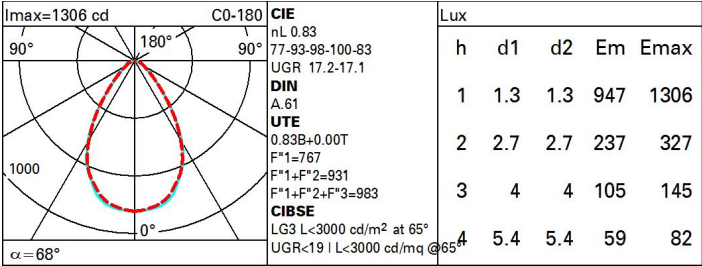 Imax=1306 cd C0-180
90° 180° 90°
1000
0°
α=68°
CIE
nL 0.83
77-93-98-100-83
UGR 17.2-17.1
DIN
A.61
UTE
0.83B+0.00T
F"1=767
F"1+F"2=931
F"1+F"2+F"3=983
CIBSE
LG3 L<3000 cd/m² at 65°
UGR<19 | L<3000 cd/mq @65°
Lux
h d1 d2 Em Emax
1 1.3 1.3 947 1306
2 2.7 2.7 237 327
3 4 4 105 145
4 5.4 5.4 59 82